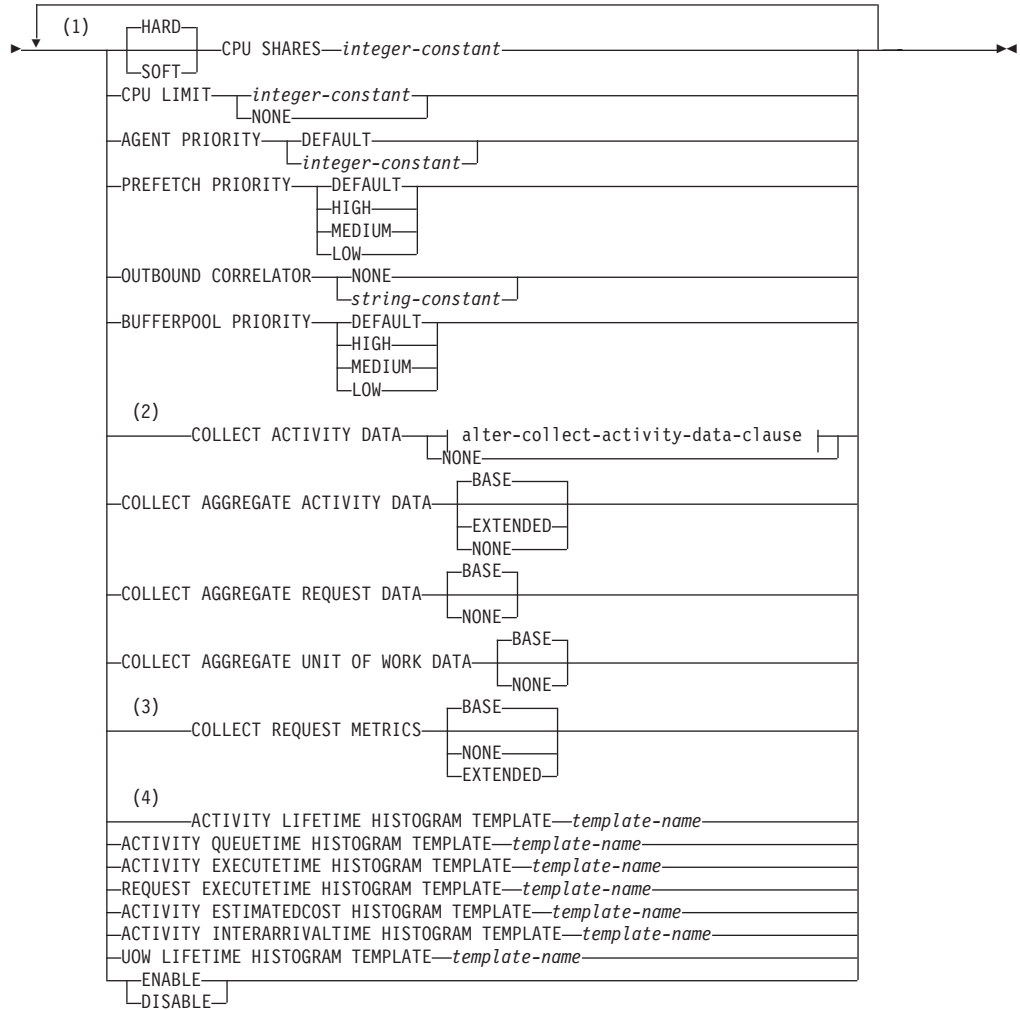 (1)
HARD
CPU SHARES integer-constant
SOFT
CPU LIMIT integer-constant
NONE
AGENT PRIORITY DEFAULT
integer-constant
PREFETCH PRIORITY DEFAULT
HIGH
MEDIUM
LOW
OUTBOUND CORRELATOR NONE
string-constant
BUFFERPOOL PRIORITY DEFAULT
HIGH
MEDIUM
LOW
(2)
COLLECT ACTIVITY DATA alter-collect-activity-data-clause
NONE
BASE
COLLECT AGGREGATE ACTIVITY DATA
EXTENDED
NONE
BASE
COLLECT AGGREGATE REQUEST DATA
NONE
BASE
COLLECT AGGREGATE UNIT OF WORK DATA
NONE
(3)
BASE
COLLECT REQUEST METRICS
NONE
EXTENDED
(4)
ACTIVITY LIFETIME HISTOGRAM TEMPLATE template-name
ACTIVITY QUEUETIME HISTOGRAM TEMPLATE template-name
ACTIVITY EXECUTETIME HISTOGRAM TEMPLATE template-name
REQUEST EXECUTETIME HISTOGRAM TEMPLATE template-name
ACTIVITY ESTIMATEDCOST HISTOGRAM TEMPLATE template-name
ACTIVITY INTERARRIVALTIME HISTOGRAM TEMPLATE template-name
UOW LIFETIME HISTOGRAM TEMPLATE template-name
ENABLE
DISABLE